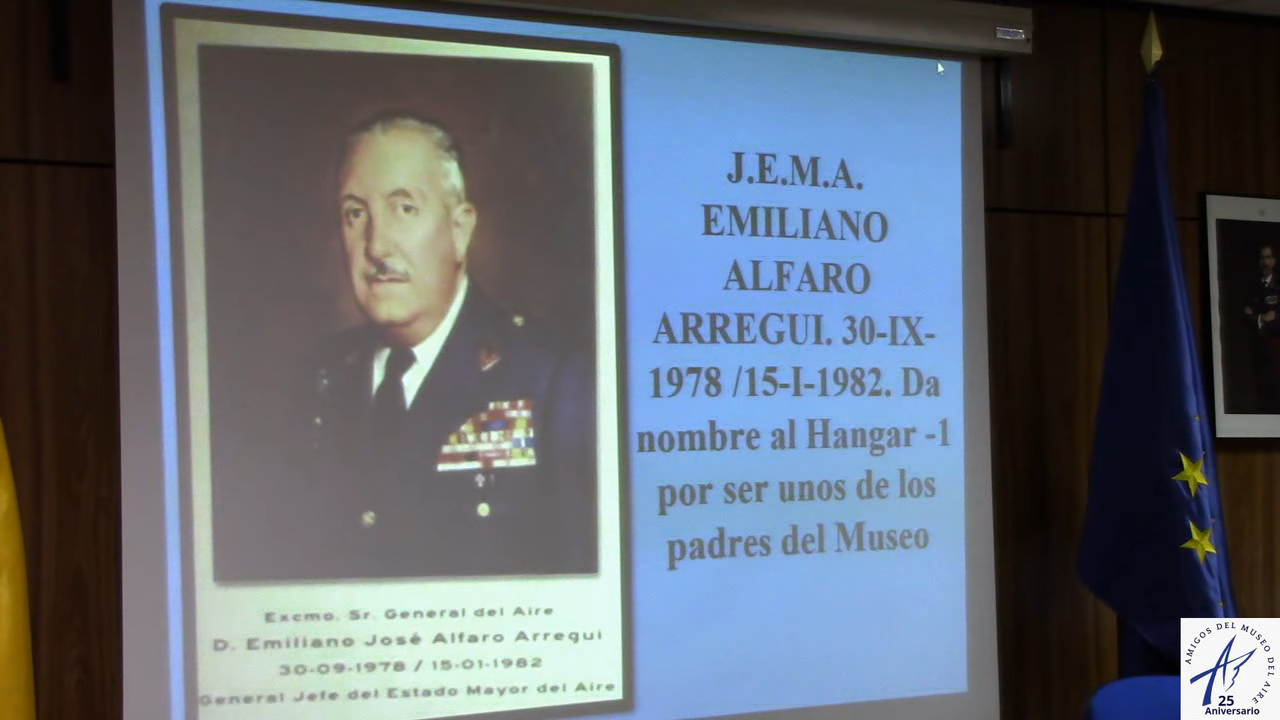 J.E.M.A.
EMILIANO
ALFARO
ARREGUI. 30-IX-
1978 /15-I-1982. Da
nombre al Hangar -1
por ser unos de los
padres del Museo
Excmo. Sr. General del Aire
D. Emiliano José Alfaro Arregui
30-09-1978 / 15-01-1982
General Jefe del Estado Mayor del Aire
AMIGOS DEL MUSEO DEL AIRE
25
Aniversario